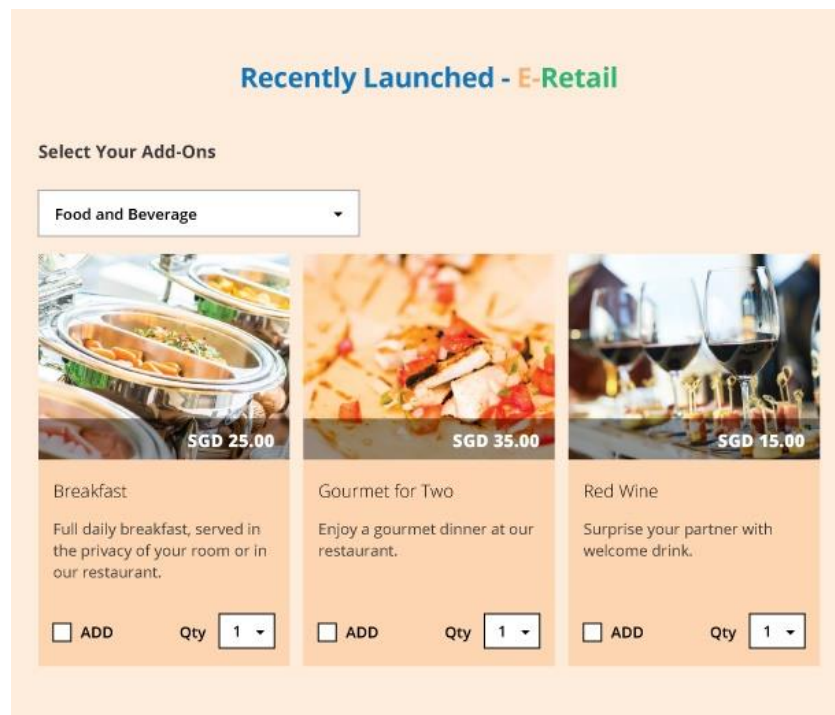 Recently Launched - E-Retail
Select Your Add-Ons
Food and Beverage
SGD 25.00
SGD 35.00
SGD 15.00
Breakfast
Full daily breakfast, served in
the privacy of your room or in
our restaurant.
ADD Qty 1
Gourmet for Two
Enjoy a gourmet dinner at our
restaurant.
ADD Qty 1
Red Wine
Surprise your partner with
welcome drink.
ADD Qty 1